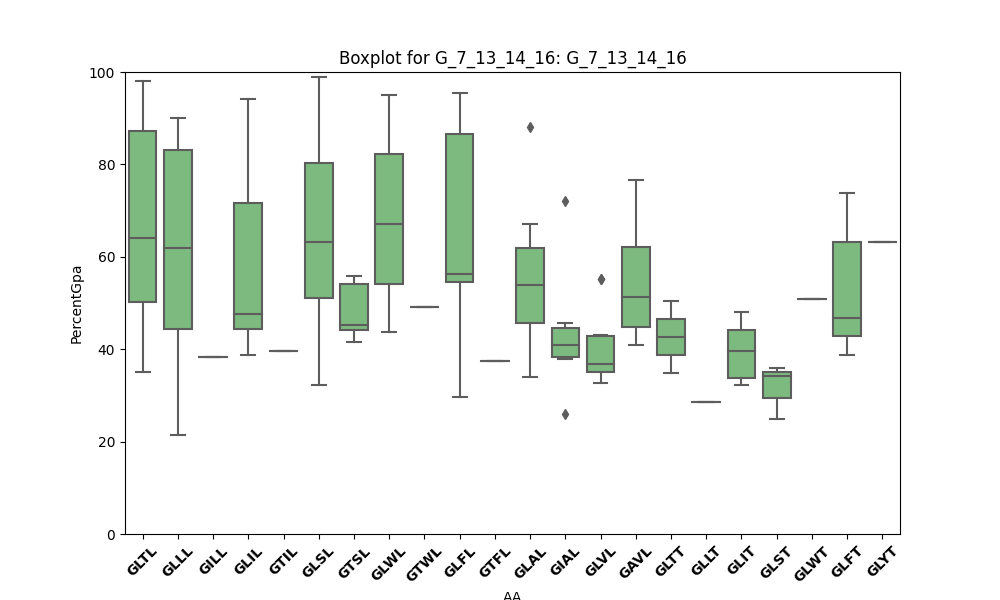 Boxplot for G_7_13_14_16: G_7_13_14_16
100
80
60
40
20
0
PercentGpa
GLTL GLLL GILL GLIL GTIL GLSL GTSL GLWL GTWL GLFL GTFL GLAL GIAL GLVL GAVL GLTT GLLT GLIT GLST GLWT GLFT GLYT
AA